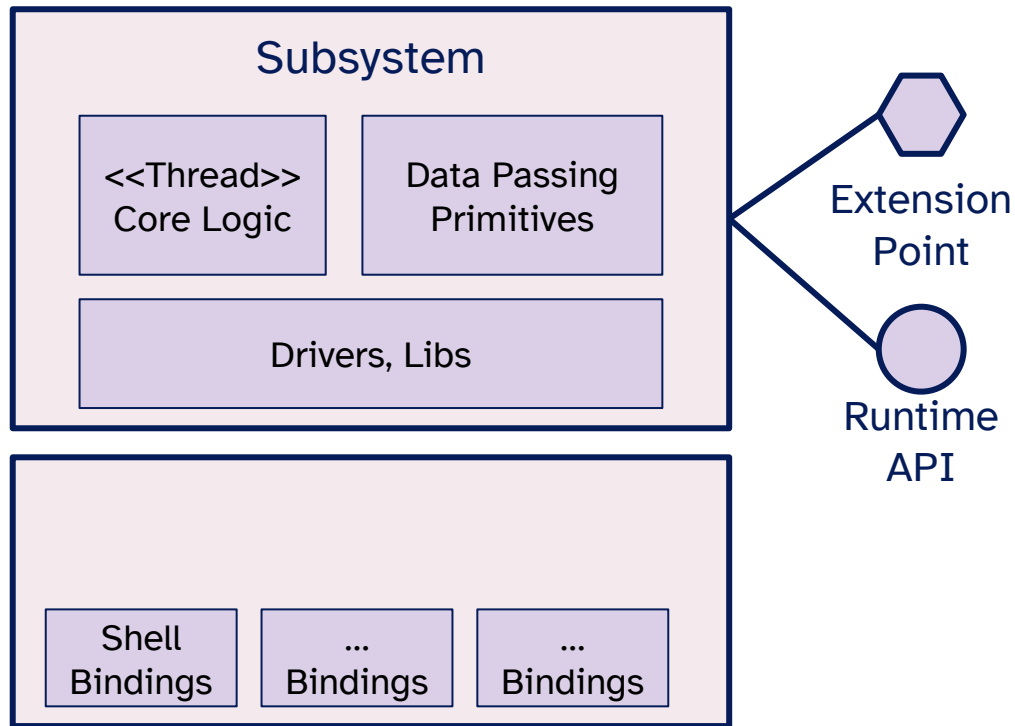 Subsystem
<<Thread>>
Core Logic
Data Passing
Primitives
Drivers, Libs
Extension
Point
Runtime
API
Shell
Bindings
...
Bindings
...
Bindings